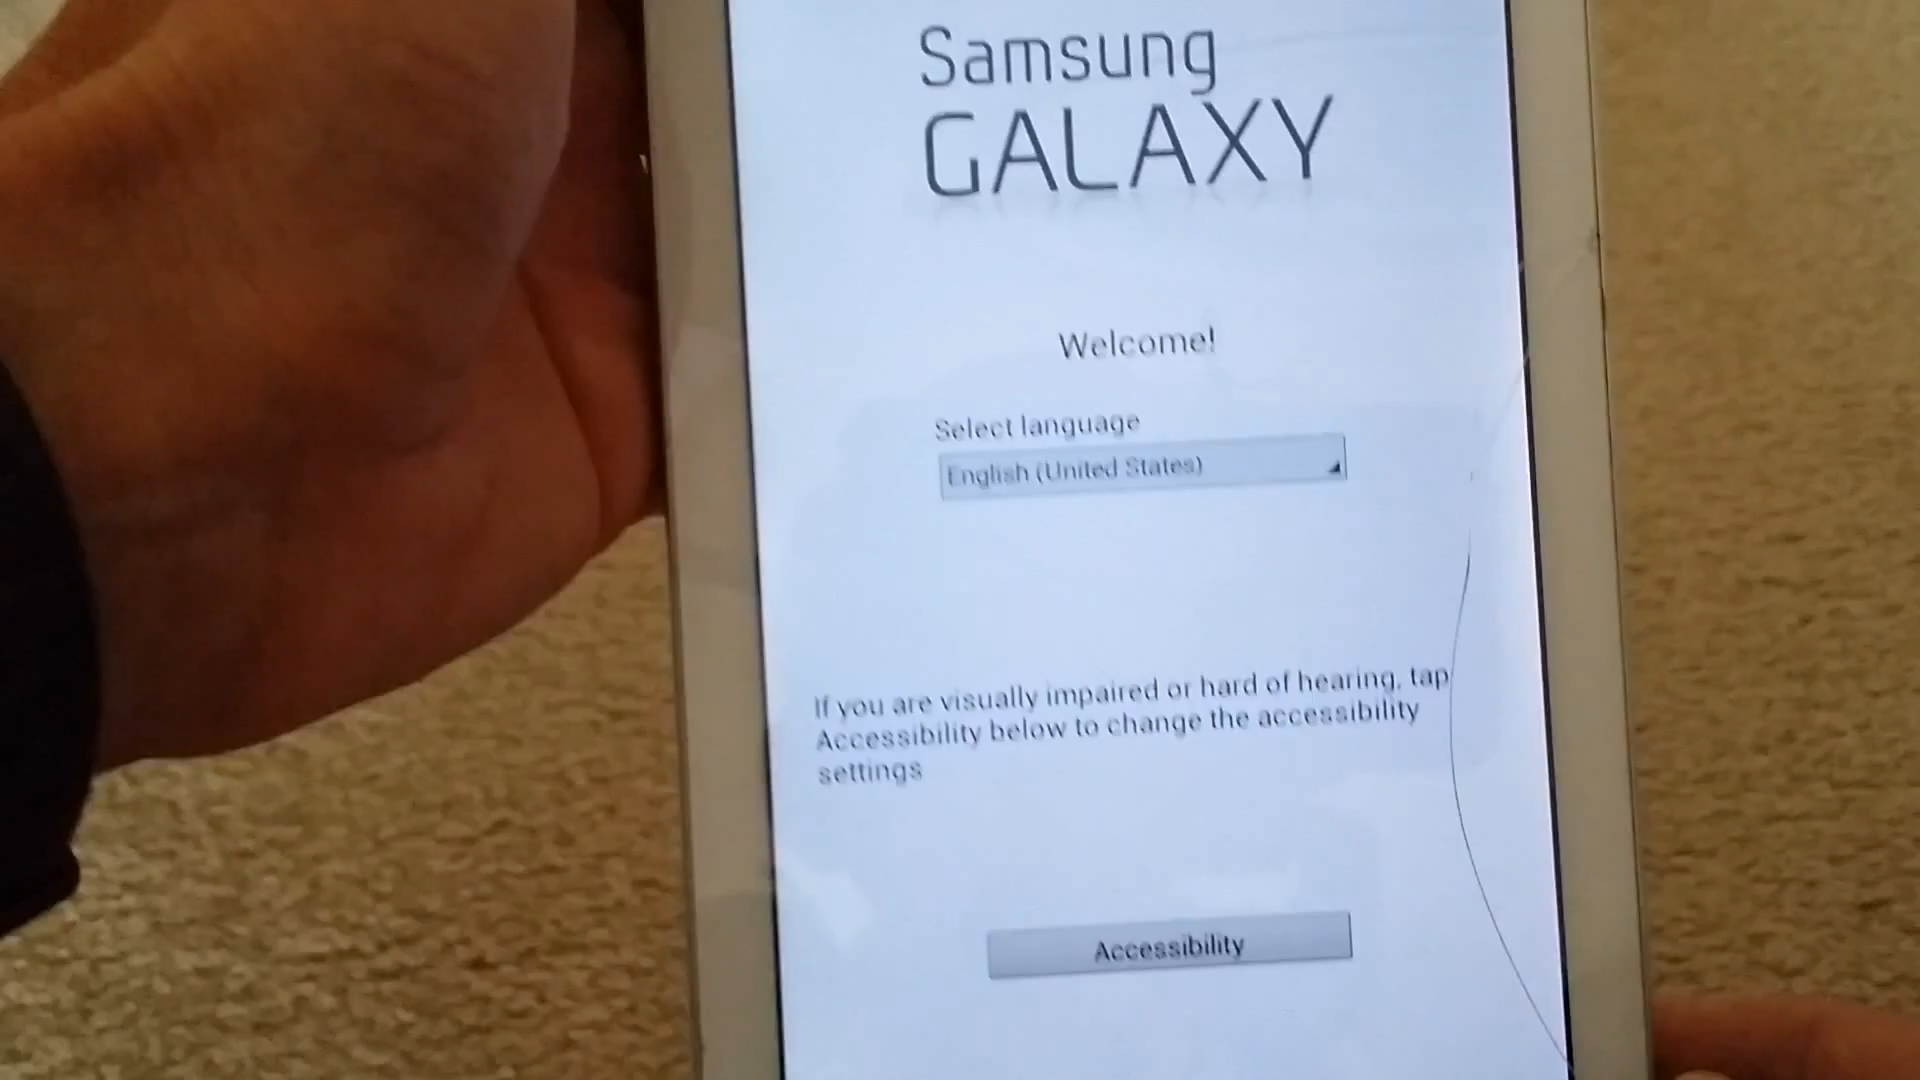 Samsung
GALAXY
Welcome!
Select language
English (United States)
If you are visually impaired or hard of hearing, tap
Accessibility below to change the accessibility
settings
Accessibility